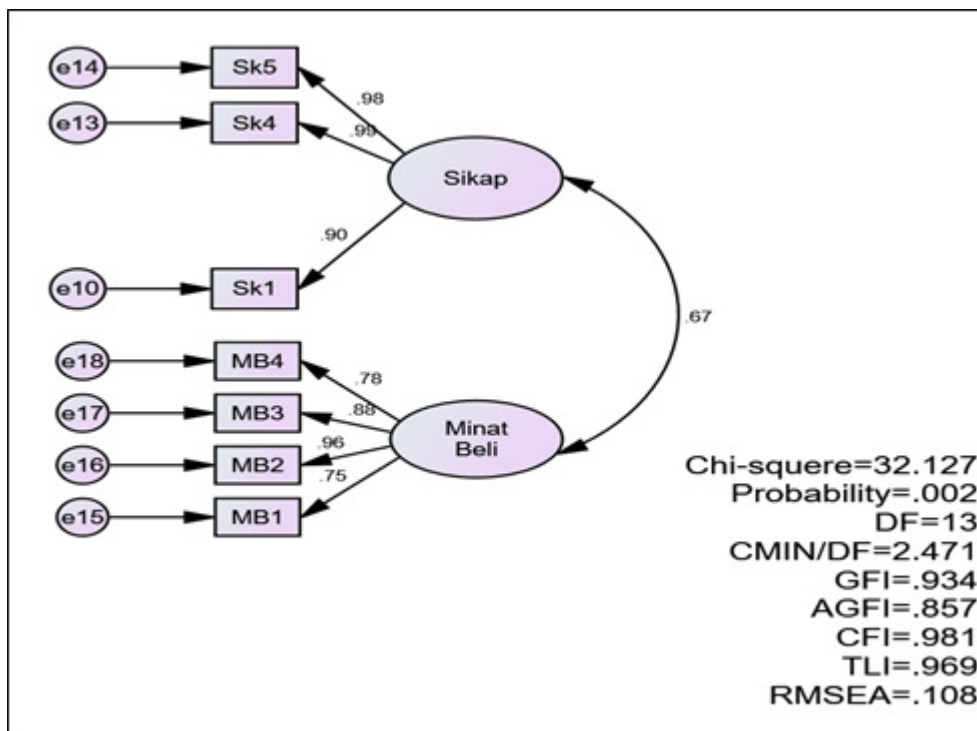 e14
Sk5
.98
e13
Sk4
.99
Sikap
.90
e10
Sk1
.67
e18
MB4
.78
e17
MB3
.88
Minat
Beli
e16
MB2
.96
.75
e15
MB1
Chi-squere=32.127
Probability=.002
DF=13
CMIN/DF=2.471
GFI=.934
AGFI=.857
CFI=.981
TLI=.969
RMSEA=.108